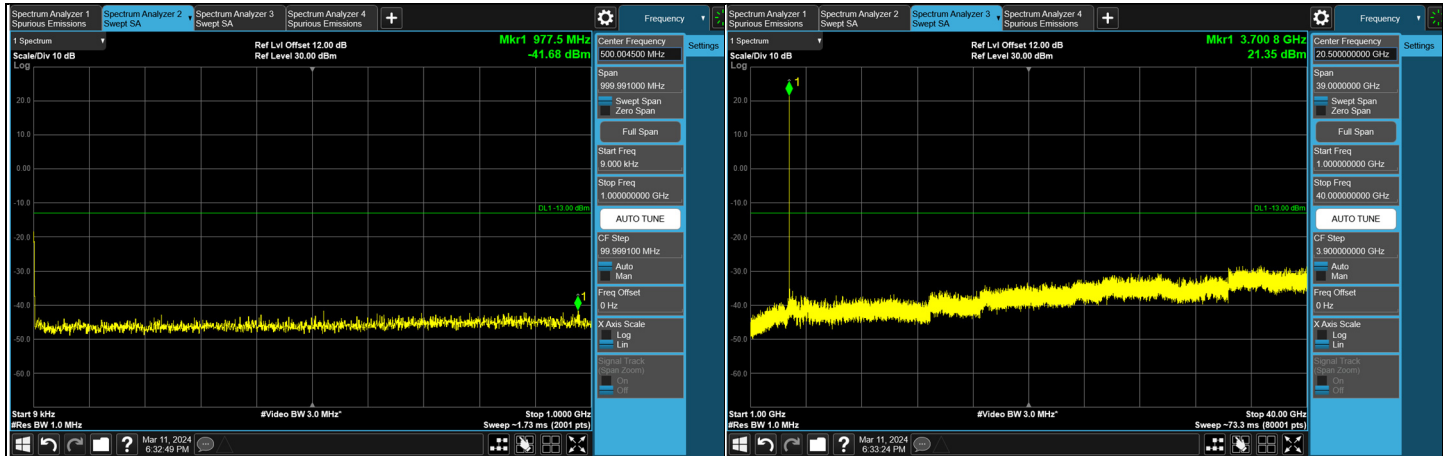 Spectrum Analyzer 1 Spurious Emissions
Spectrum Analyzer 2 Swept SA
Spectrum Analyzer 3 Swept SA
Spectrum Analyzer 4 Spurious Emissions
+
Frequency
1 Spectrum
Scale/Div 10 dB
Log
Ref Lvl Offset 12.00 dB
Ref Level 30.00 dBm
Mkr1 977.5 MHz
-41.68 dBm
20.0
10.0
0.00
-10.0
-20.0
-30.0
-40.0
-50.0
-60.0
DL1 -13.00 dBm
1
Start 9 kHz
#Res BW 1.0 MHz
#Video BW 3.0 MHz*
Stop 1.0000 GHz
Sweep ~1.73 ms (2001 pts)
Center Frequency
500.004500 MHz
Settings
Span
999.991000 MHz
Swept Span
Zero Span
Full Span
Start Freq
9.000 kHz
Stop Freq
1.000000000 GHz
AUTO TUNE
CF Step
99.999100 MHz
Auto
Man
Freq Offset
0 Hz
X Axis Scale
Log
Lin
Signal Track
(Span Zoom)
On
Off
?
Mar 11, 2024
6:32:49 PM
Spectrum Analyzer 1 Spurious Emissions
Spectrum Analyzer 2 Swept SA
Spectrum Analyzer 3 Swept SA
Spectrum Analyzer 4 Spurious Emissions
+
Frequency
1 Spectrum
Scale/Div 10 dB
Log
Ref Lvl Offset 12.00 dB
Ref Level 30.00 dBm
Mkr1 3.700 8 GHz
21.35 dBm
20.0
10.0
0.00
-10.0
-20.0
-30.0
-40.0
-50.0
-60.0
DL1 -13.00 dBm
1
Start 1.00 GHz
#Res BW 1.0 MHz
#Video BW 3.0 MHz*
Stop 40.00 GHz
Sweep ~73.3 ms (80001 pts)
Center Frequency
20.500000000 GHz
Settings
Span
39.0000000 GHz
Swept Span
Zero Span
Full Span
Start Freq
1.000000000 GHz
Stop Freq
40.000000000 GHz
AUTO TUNE
CF Step
3.900000000 GHz
Auto
Man
Freq Offset
0 Hz
X Axis Scale
Log
Lin
Signal Track
(Span Zoom)
On
Off
?
Mar 11, 2024
6:33:24 PM